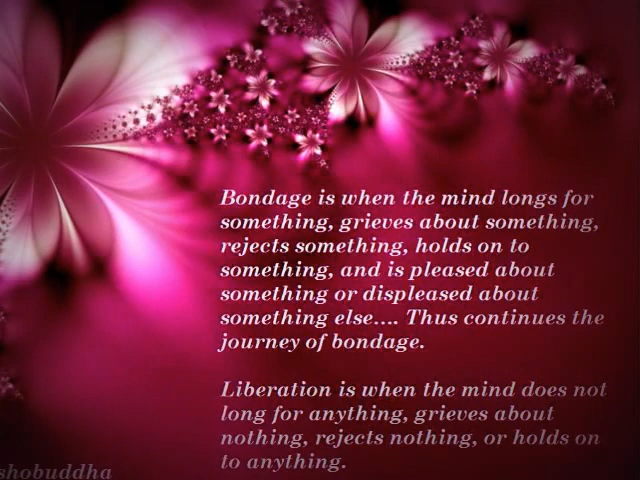 Bondage is when the mind longs for
something, grieves about something,
rejects something, holds on to
something, and is pleased about
something or displeased about
something else.... Thus continues the
journey of bondage.
Liberation is when the mind does not
long for anything, grieves about
nothing, rejects nothing, or holds on
to anything.
shobuddha